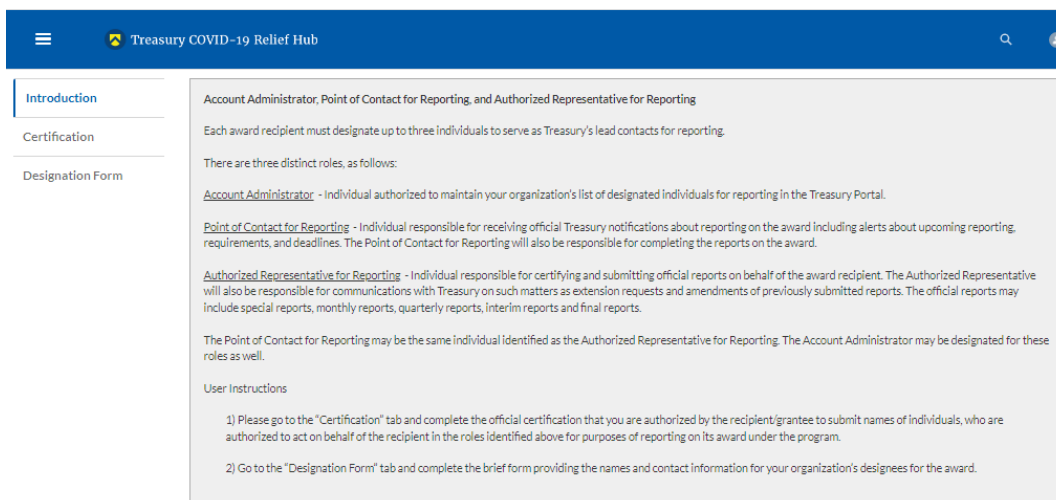 Treasury COVID-19 Relief Hub
Introduction
Certification
Designation Form
Account Administrator, Point of Contact for Reporting, and Authorized Representative for Reporting
Each award recipient must designate up to three individuals to serve as Treasury's lead contacts for reporting.
There are three distinct roles, as follows:
Account Administrator - Individual authorized to maintain your organization's list of designated individuals for reporting in the Treasury Portal.
Point of Contact for Reporting - Individual responsible for receiving official Treasury notifications about reporting on the award including alerts about upcoming reporting,
requirements, and deadlines. The Point of Contact for Reporting will also be responsible for completing the reports on the award.
Authorized Representative for Reporting - Individual responsible for certifying and submitting official reports on behalf of the award recipient. The Authorized Representative
will also be responsible for communications with Treasury on such matters as extension requests and amendments of previously submitted reports. The official reports may
include special reports, monthly reports, quarterly reports, interim reports and final reports.
The Point of Contact for Reporting may be the same individual identified as the Authorized Representative for Reporting. The Account Administrator may be designated for these
roles as well.
User Instructions
1) Please go to the "Certification" tab and complete the official certification that you are authorized by the recipient/grantee to submit names of individuals, who are
authorized to act on behalf of the recipient in the roles identified above for purposes of reporting on its award under the program.
2) Go to the "Designation Form" tab and complete the brief form providing the names and contact information for your organization's designees for the award.